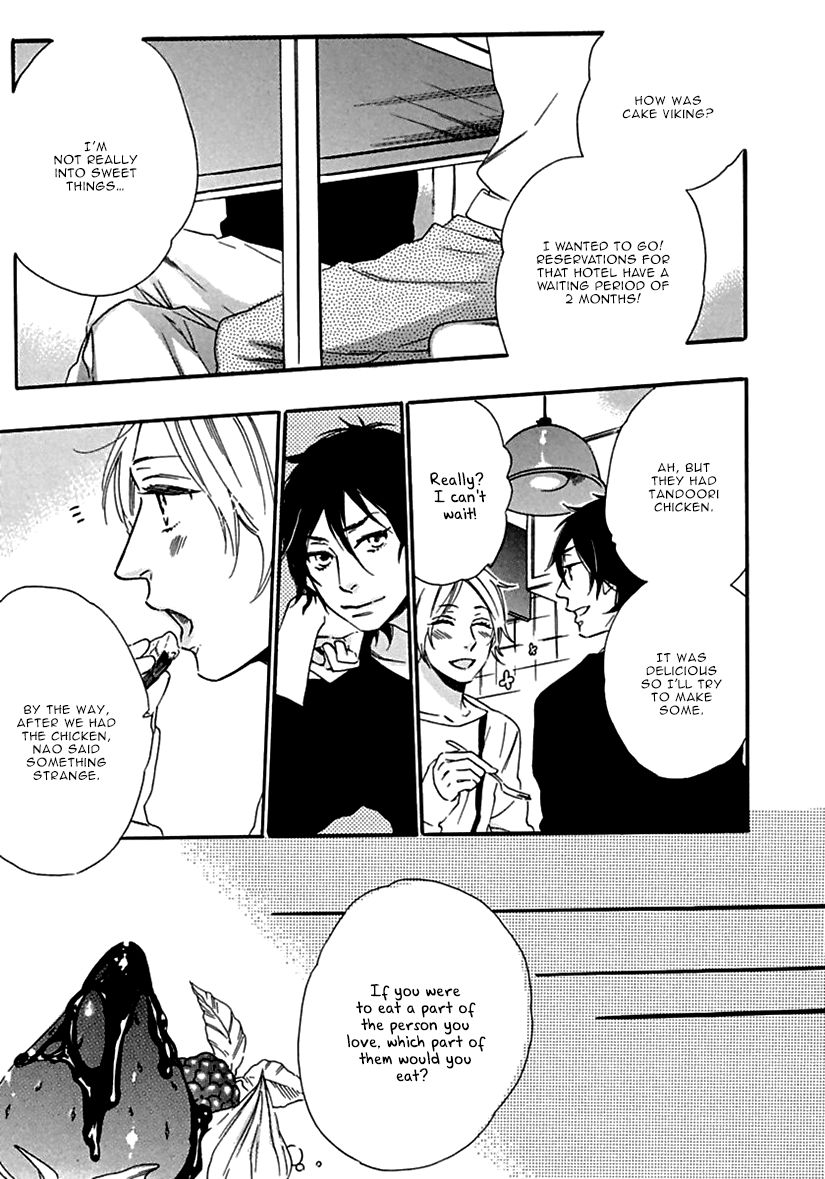 HOW WAS
CAKE VIKING?
I WANTED TO GO!
RESERVATIONS FOR
THAT HOTEL HAVE A
WAITING PERIOD OF
2 MONTHS!
I'M
NOT REALLY
INTO SWEET
THINGS...
AH, BUT
THEY HAD
TANDOORI
CHICKEN.
IT WAS
DELICIOUS
SO I'LL TRY
TO MAKE
SOME.
Really?
I can't
wait!
BY THE WAY,
AFTER WE HAD
THE CHICKEN,
NAO SAID
SOMETHING
STRANGE.
If you were
to eat a part of
the person you
love, which part of
them would you
eat?